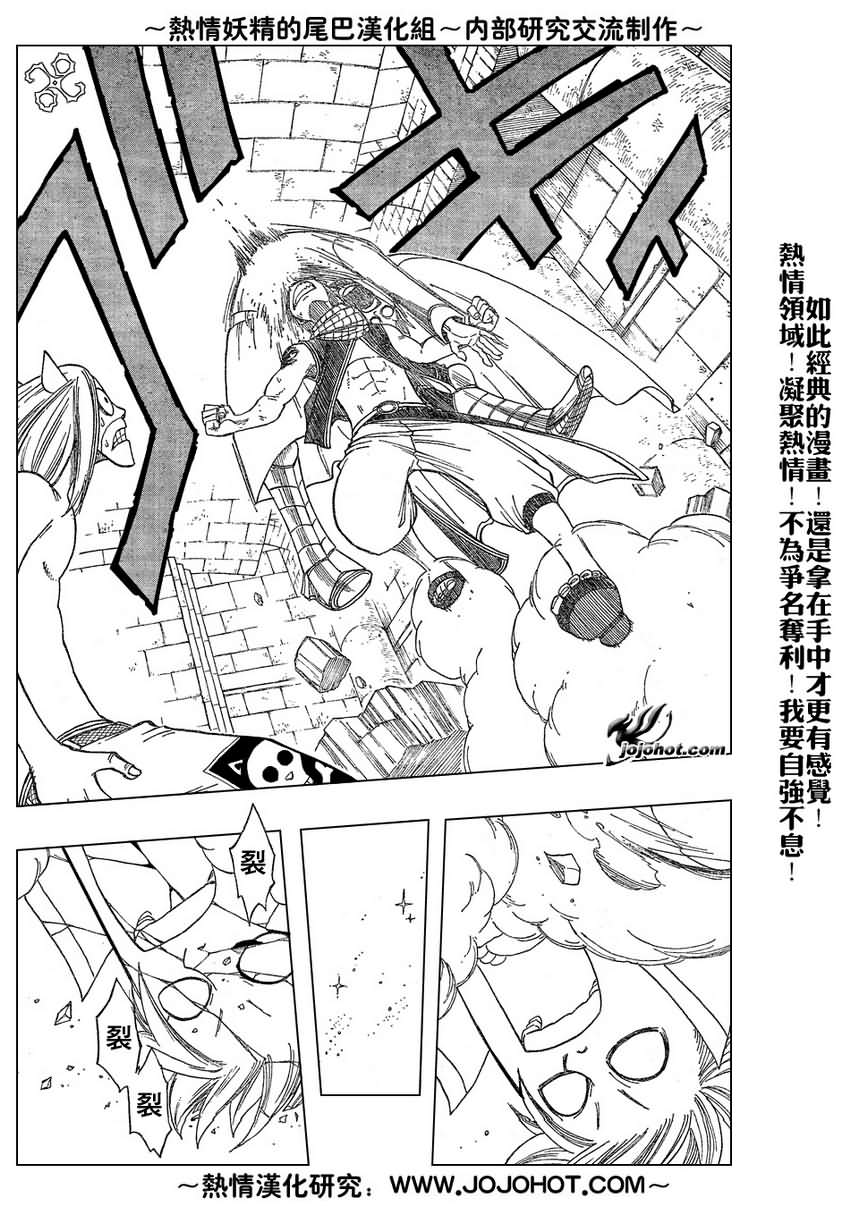 ～熱情妖精的尾巴漢化組～内部研究交流制作～
如此經典的漫畫！還是拿在手中才更有感覺！
熱情領域！凝聚熱情！不為爭名奪利！我要自強不息！
jojohot.com
裂
裂
裂
～熱情漢化研究：WWW.JOJOHOT.COM～